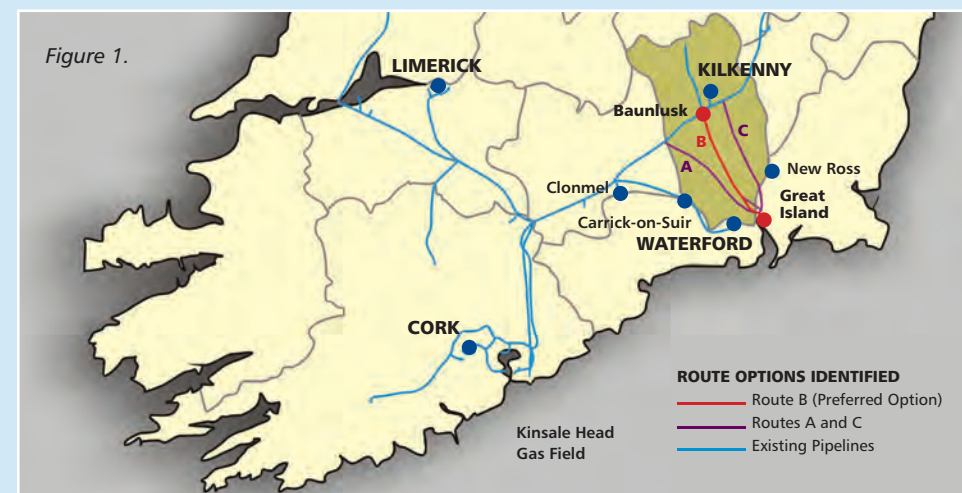 Figure 1.
LIMERICK
KILKENNY
Baunlusk
C
B
A
New Ross
Clonmel
Great
Island
Carrick-on-Suir
WATERFORD
CORK
Kinsale Head
Gas Field
ROUTE OPTIONS IDENTIFIED
Route B (Preferred Option)
Routes A and C
Existing Pipelines